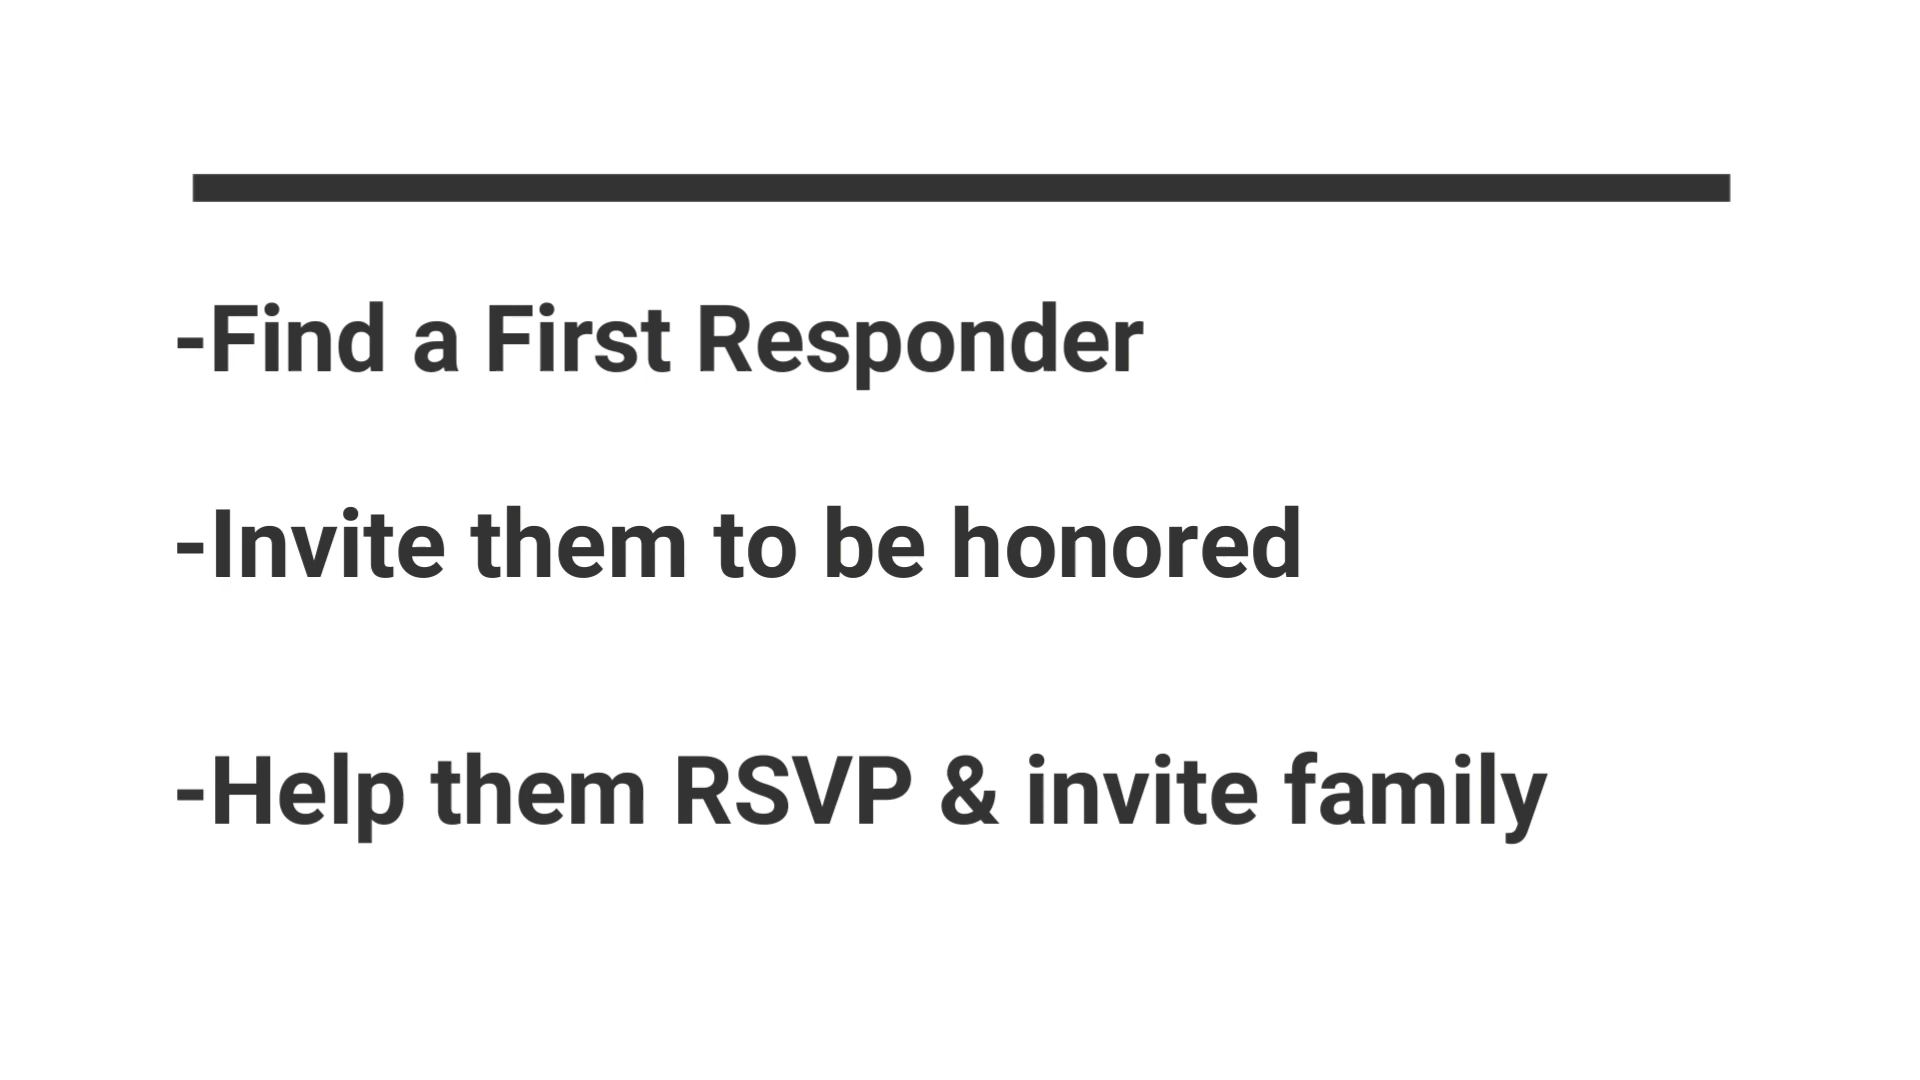 -Find a First Responder
-Invite them to be honored
-Help them RSVP & invite family